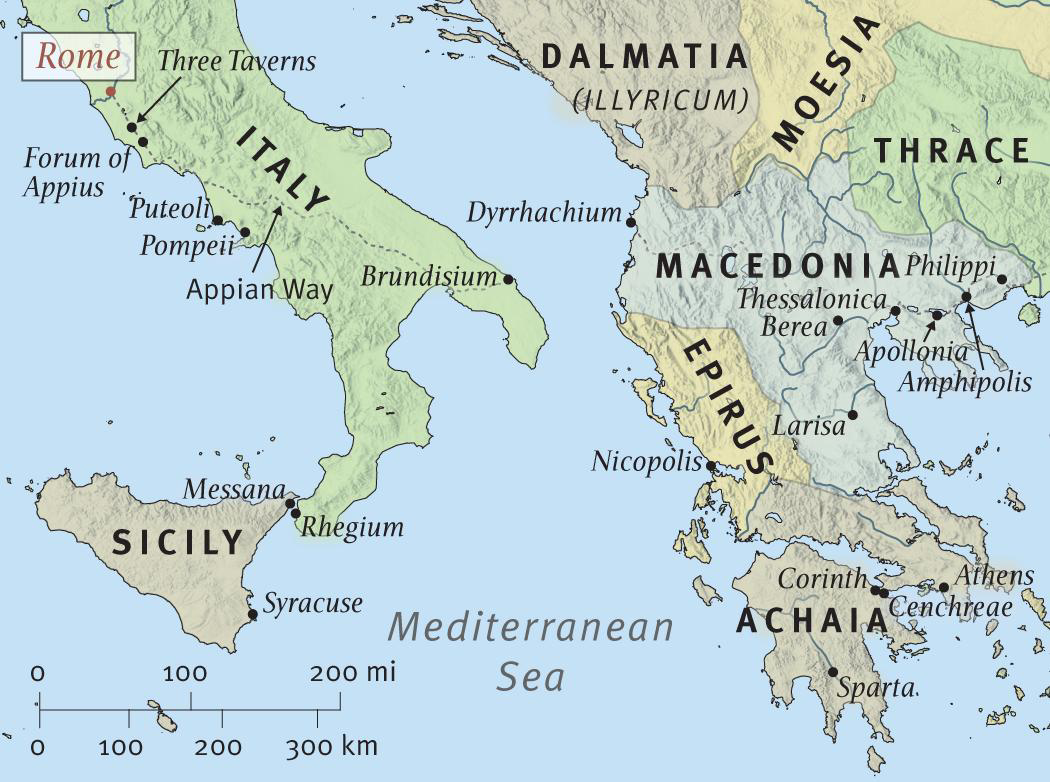 Rome
Three Taverns
Forum of
Appius
ITALY
Puteoli
Pompeii
Appian Way
Brundisium
DALMATIA
(ILLYRICUM)
MOESIA
THRACE
Dyrrhachium
MACEDONIA
Philippi
Thessalonica
Berea
Apollonia
Amphipolis
EPIRUS
Larisa
Nicopolis
Messana
Rhegium
SICILY
Syracuse
Mediterranean
Sea
Corinth
Athens
Cenchreae
ACHAIA
Sparta
0 100 200 mi
0 100 200 300 km